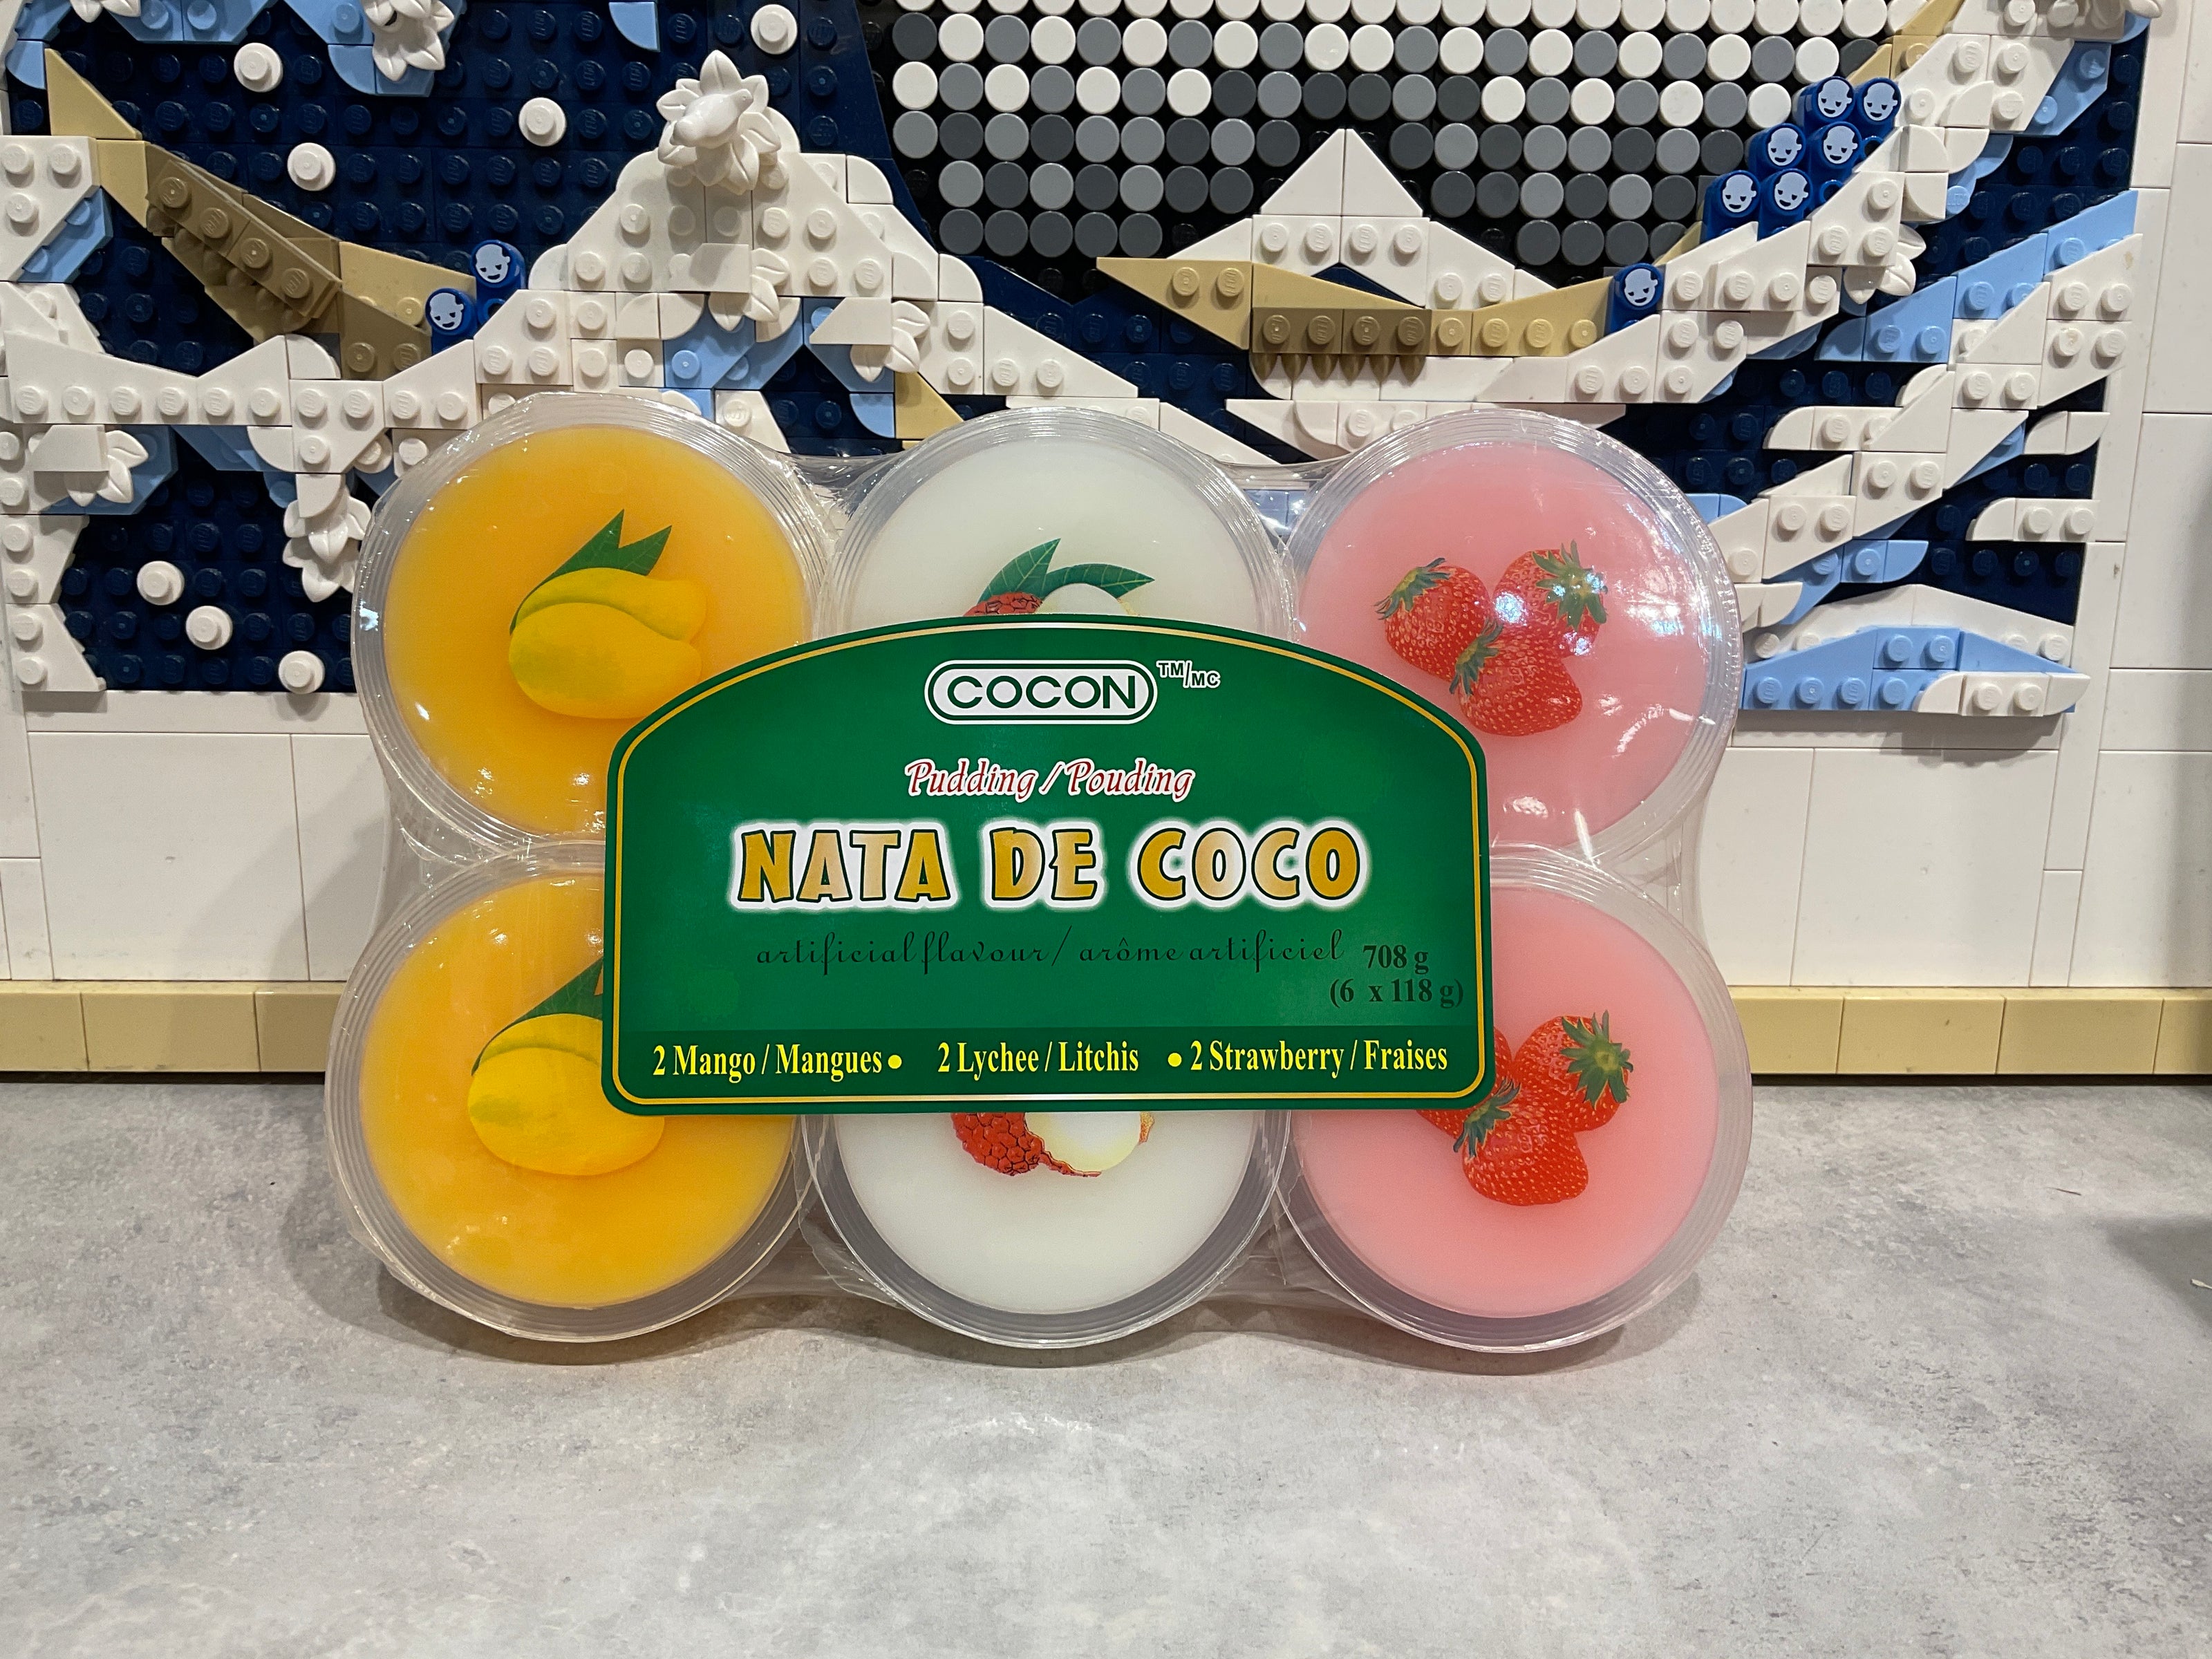 COCON TM/MC
Pudding / Pouding
NATA DE COCO
artificial flavour / arôme artificiel
708 g
(6 x 118 g)
2 Mango / Mangues • 2 Lychee / Litchis • 2 Strawberry / Fraises